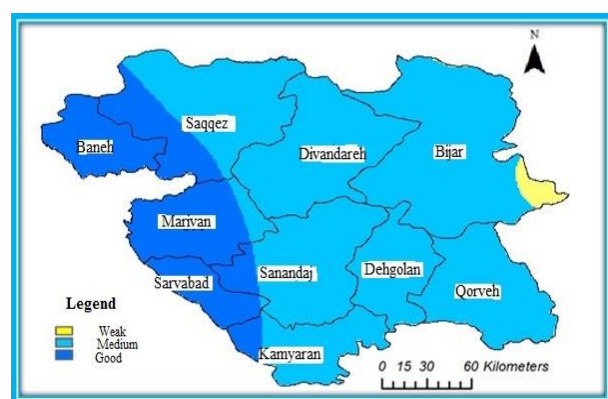 N
Saqqez
Baneh
Divandareh
Bijar
Marivan
Sarvabad
Sanandaj
Dehgolan
Qorveh
Kamyaran
Legend
Weak
Medium
Good
0 15 30 60 Kilometers